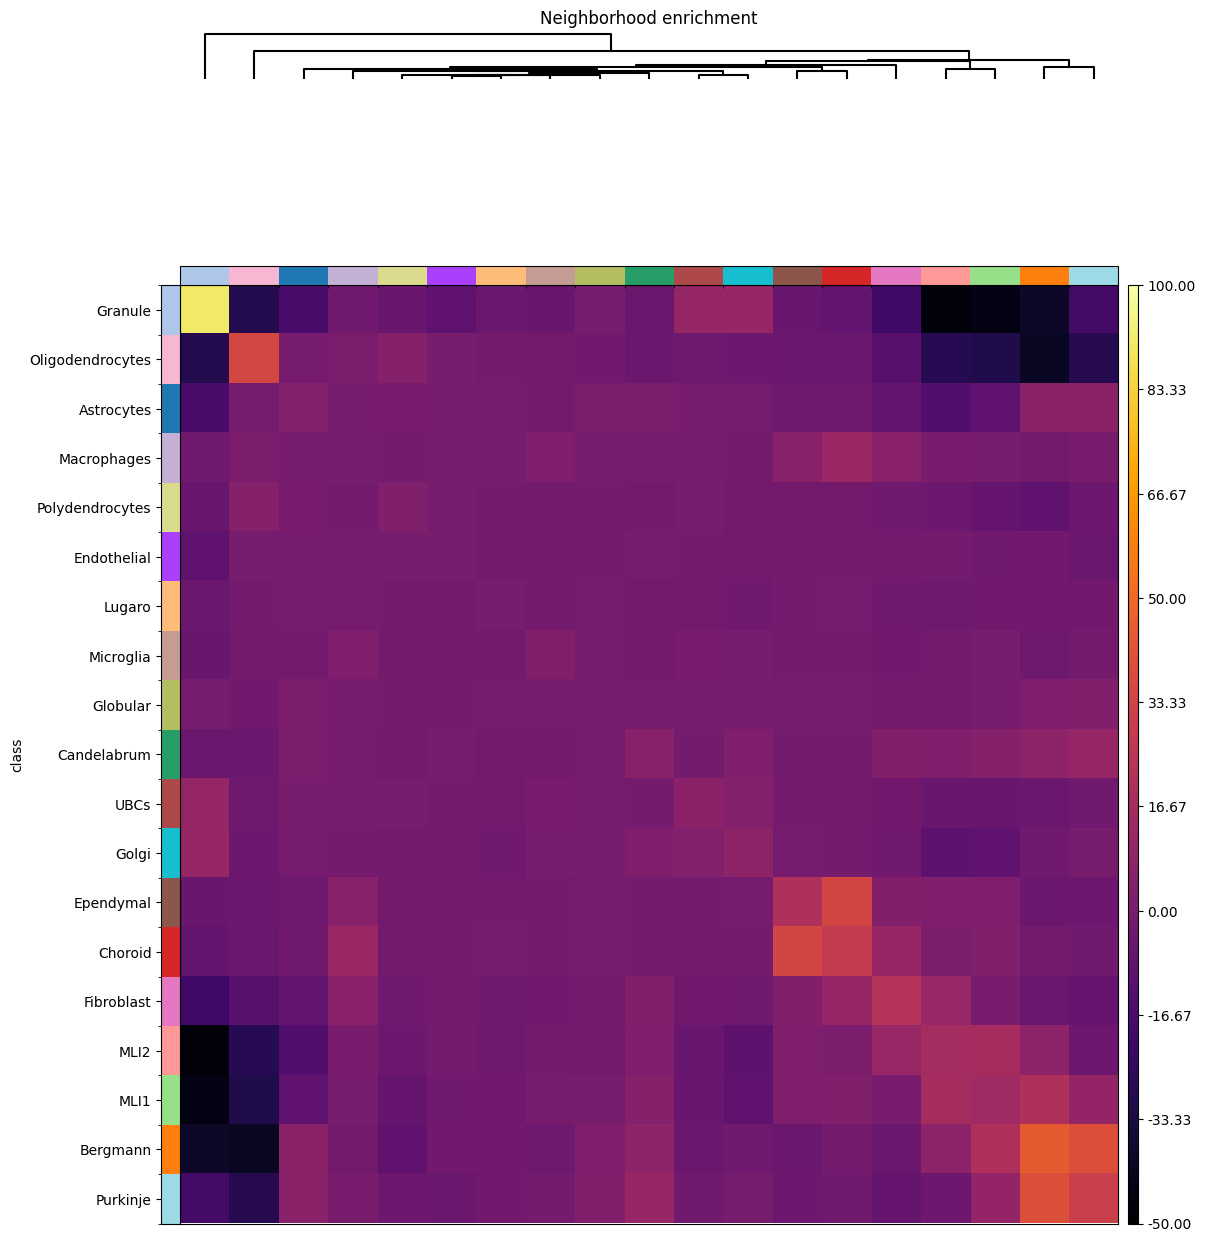 Neighborhood enrichment
class
Granule
Oligodendrocytes
Astrocytes
Macrophages
Polydendrocytes
Endothelial
Lugaro
Microglia
Globular
Candelabrum
UBCs
Golgi
Ependymal
Choroid
Fibroblast
MLI2
MLI1
Bergmann
Purkinje
100.00
83.33
66.67
50.00
33.33
16.67
0.00
-16.67
-33.33
-50.00